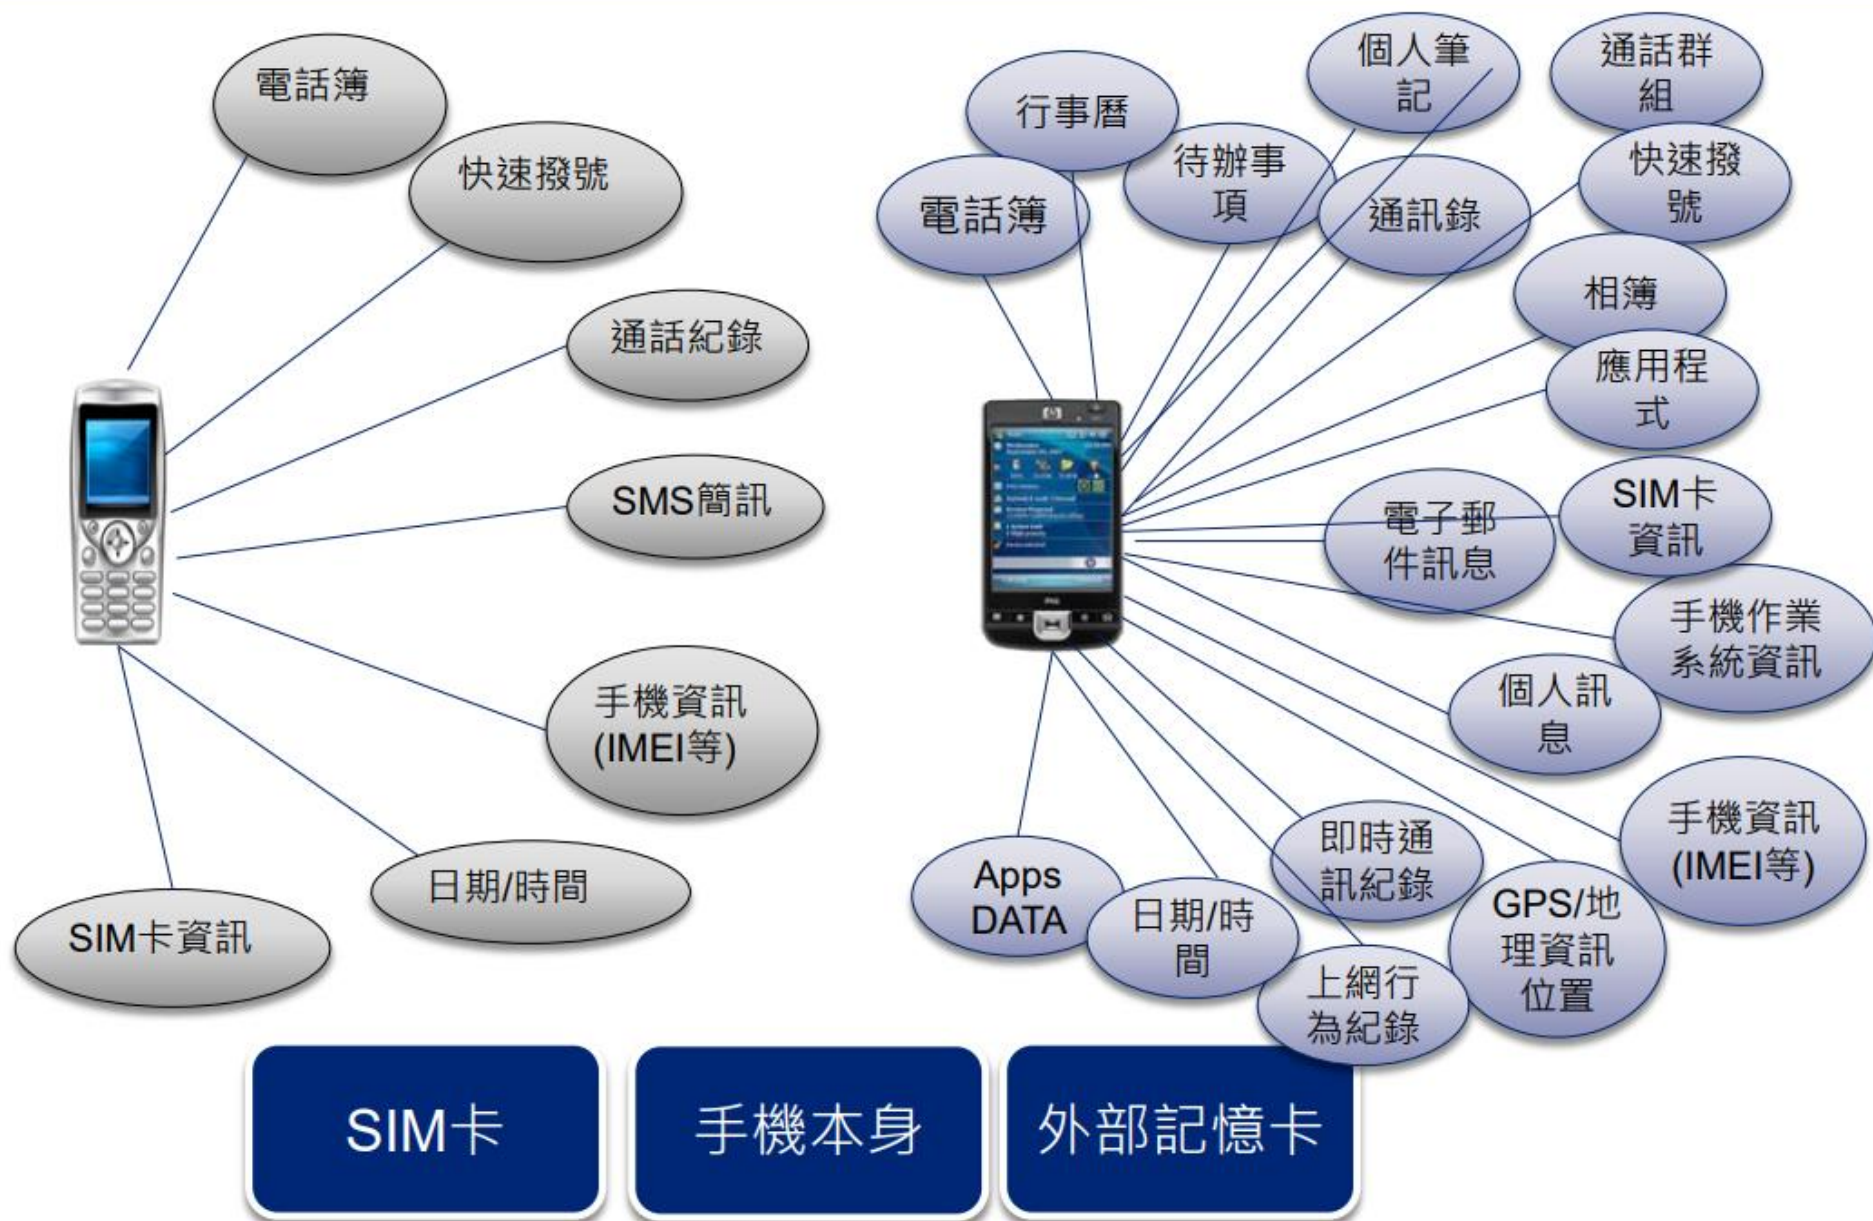 電話簿
快速撥號
通話紀錄
SMS簡訊
手機資訊
(IMEI等)
日期/時間
SIM卡資訊
個人筆
記
通話群
組
行事曆
待辦事
項
快速撥
號
電話簿
通訊錄
相簿
應用程
式
SIM卡
資訊
電子郵
件訊息
手機作業
系統資訊
個人訊
息
手機資訊
(IMEI等)
即時通
訊紀錄
Apps
DATA
GPS/地
理資訊
位置
日期/時
間
上網行
為紀錄
SIM卡
手機本身
外部記憶卡